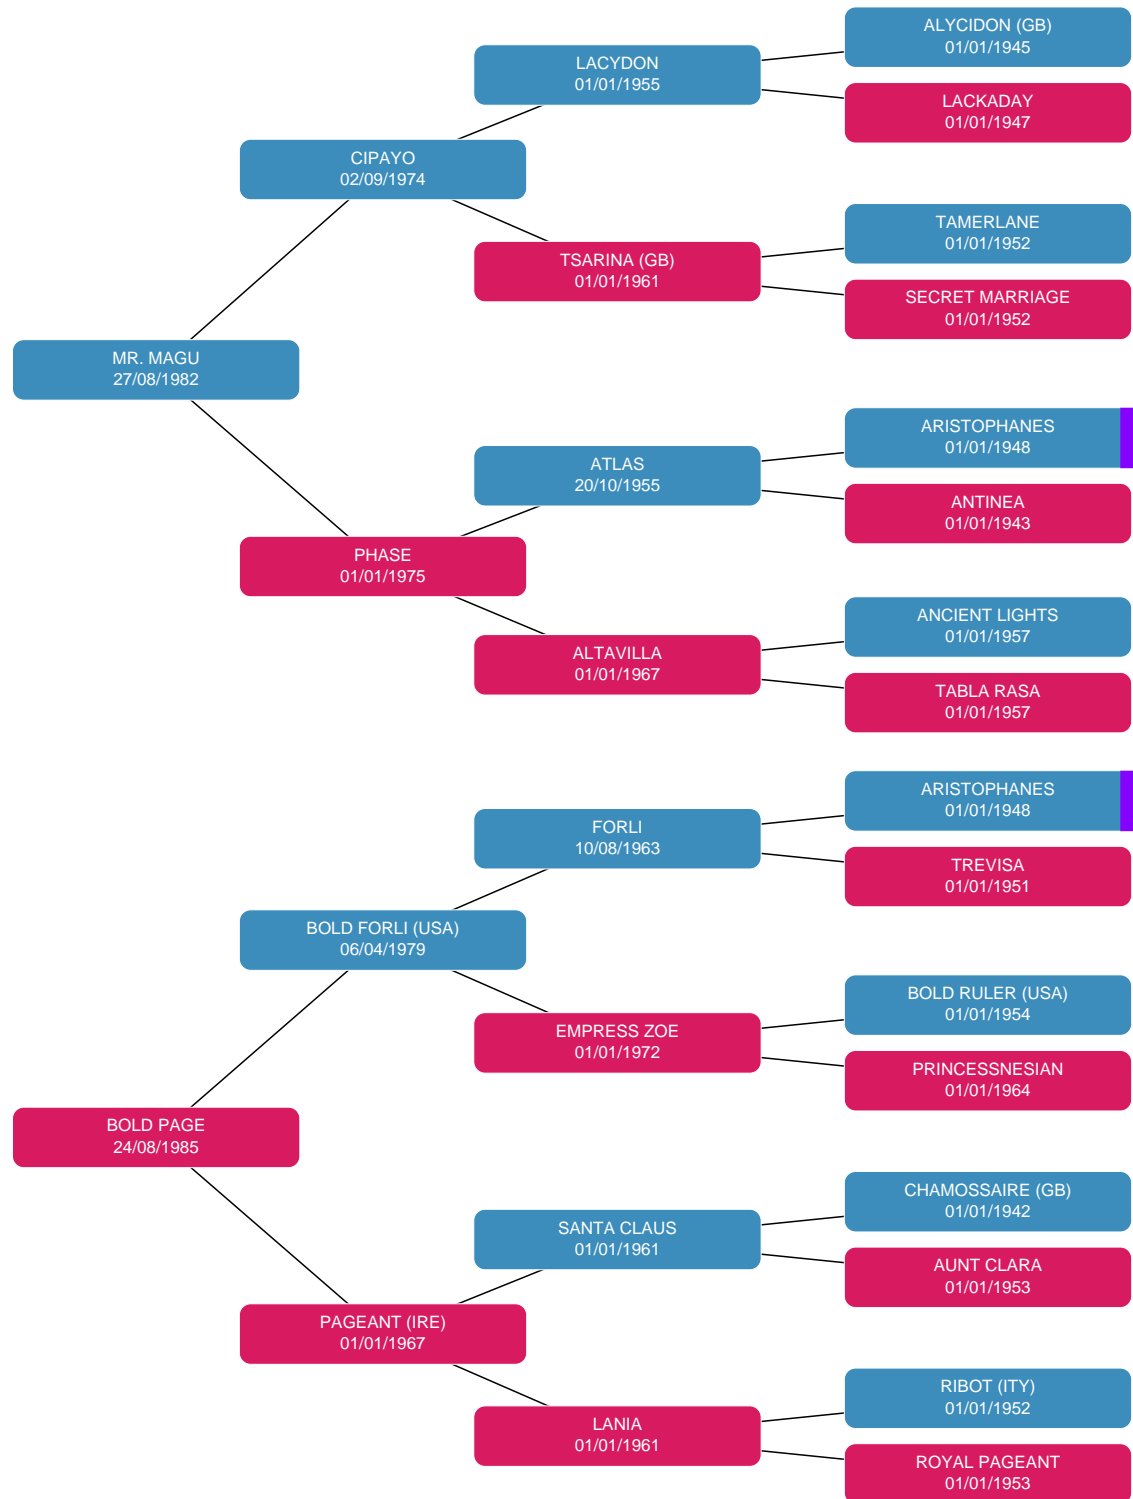 ALYCIDON (GB)
01/01/1945
LACYDON
01/01/1955
LACKADAY
01/01/1947
CIPAYO
02/09/1974
TAMERLANE
01/01/1952
TSARINA (GB)
01/01/1961
SECRET MARRIAGE
01/01/1952
MR. MAGU
27/08/1982
ARISTOPHANES
01/01/1948
ATLAS
20/10/1955
ANTINEA
01/01/1943
PHASE
01/01/1975
ANCIENT LIGHTS
01/01/1957
ALTAVILLA
01/01/1967
TABLA RASA
01/01/1957
ARISTOPHANES
01/01/1948
FORLI
10/08/1963
TREVISA
01/01/1951
BOLD FORLI (USA)
06/04/1979
BOLD RULER (USA)
01/01/1954
EMPRESS ZOE
01/01/1972
PRINCESSNESIAN
01/01/1964
BOLD PAGE
24/08/1985
CHAMOSSAIRE (GB)
01/01/1942
SANTA CLAUS
01/01/1961
AUNT CLARA
01/01/1953
PAGEANT (IRE)
01/01/1967
RIBOT (ITY)
01/01/1952
LANIA
01/01/1961
ROYAL PAGEANT
01/01/1953